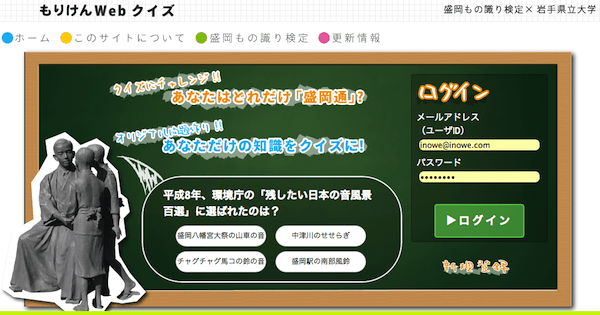 もりけんWeb クイズ
盛岡もの識り検定× 岩手県立大学
ホーム
このサイトについて
盛岡もの識り検定
更新情報
クイズにチャレンジ!!
あなたはどれだけ「盛岡通」?
オリジナル問題作り!!
あなただけの知識をクイズに!
平成8年、環境庁の「残したい日本の音風景
百選」に選ばれたのは?
盛岡八幡宮大祭の山車の音
中津川のせせらぎ
チャグチャグ馬コの鈴の音
盛岡駅の南部風鈴
ログイン
メールアドレス
(ユーザID)
inowe@inowe.com
パスワード
••••••••
▶ログイン
新規登録